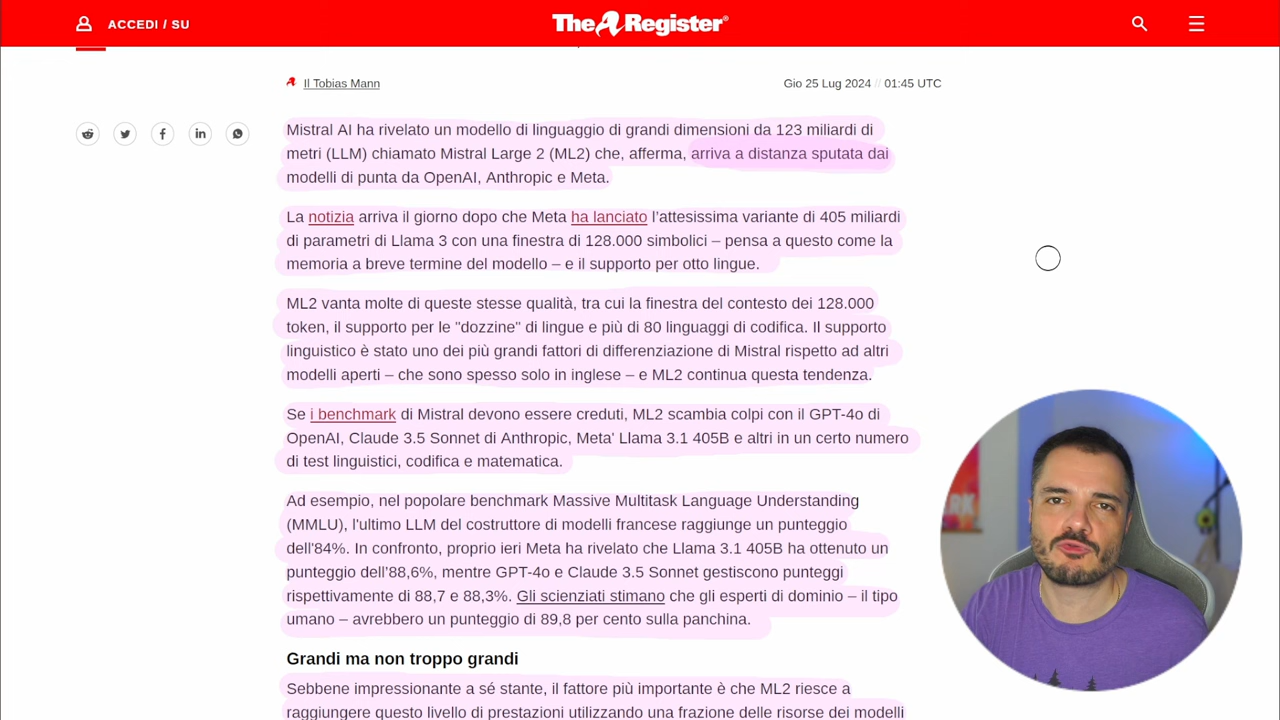 ACCEDI / SU
The Register®
Il Tobias Mann
Gio 25 Lug 2024 // 01:45 UTC
Mistral AI ha rivelato un modello di linguaggio di grandi dimensioni da 123 miliardi di
metri (LLM) chiamato Mistral Large 2 (ML2) che, afferma, arriva a distanza sputata dai
modelli di punta da OpenAI, Anthropic e Meta.
La notizia arriva il giorno dopo che Meta ha lanciato l'attesissima variante di 405 miliardi
di parametri di Llama 3 con una finestra di 128.000 simbolici – pensa a questo come la
memoria a breve termine del modello – e il supporto per otto lingue.
ML2 vanta molte di queste stesse qualità, tra cui la finestra del contesto dei 128.000
token, il supporto per le "dozzine" di lingue e più di 80 linguaggi di codifica. Il supporto
linguistico è stato uno dei più grandi fattori di differenziazione di Mistral rispetto ad altri
modelli aperti – che sono spesso solo in inglese – e ML2 continua questa tendenza.
Se i benchmark di Mistral devono essere creduti, ML2 scambia colpi con il GPT-4o di
OpenAI, Claude 3.5 Sonnet di Anthropic, Meta' Llama 3.1 405B e altri in un certo numero
di test linguistici, codifica e matematica.
Ad esempio, nel popolare benchmark Massive Multitask Language Understanding
(MMLU), l'ultimo LLM del costruttore di modelli francese raggiunge un punteggio
dell'84%. In confronto, proprio ieri Meta ha rivelato che Llama 3.1 405B ha ottenuto un
punteggio dell'88,6%, mentre GPT-4o e Claude 3.5 Sonnet gestiscono punteggi
rispettivamente di 88,7 e 88,3%. Gli scienziati stimano che gli esperti di dominio – il tipo
umano – avrebbero un punteggio di 89,8 per cento sulla panchina.
Grandi ma non troppo grandi
Sebbene impressionante a sé stante, il fattore più importante è che ML2 riesce a
raggiungere questo livello di prestazioni utilizzando una frazione delle risorse dei modelli